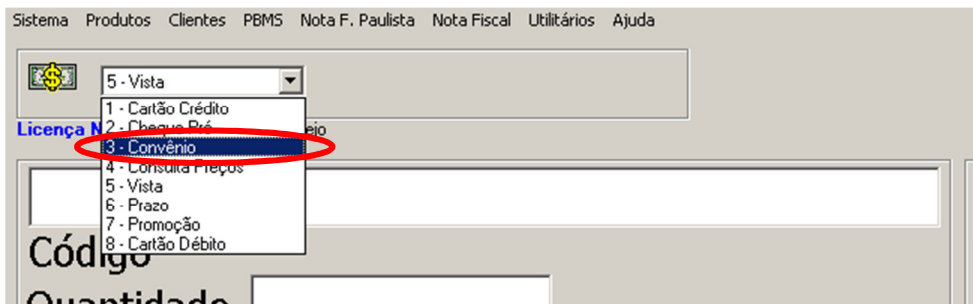 Sistema Produtos Clientes PBMS Nota F. Paulista Nota Fiscal Utilitários Ajuda
5 - Vista
1 - Cartão Crédito
Licença
2 - Cheque Pré
3 - Convênio
4 - Consulta Preços
5 - Vista
6 - Prazo
7 - Promoção
8 - Cartão Débito
Código
Quantidade